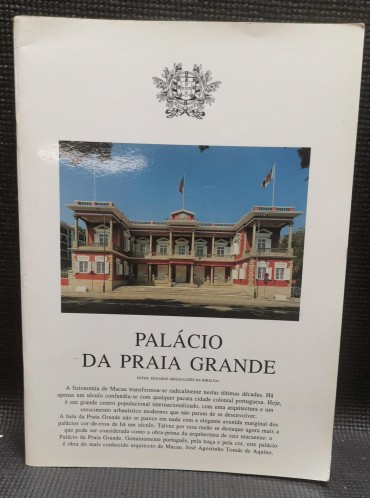 PALÁCIO
DA PRAIA GRANDE
A fisionomia de Macau transformou-se radicalmente nestas últimas décadas. Há
apenas um século confundia-se com qualquer pacata cidade colonial portuguesa. Hoje,
é um grande centro populacional internacionalizado, com uma arquitectura e um
crescimento urbanístico modernos que não param de se desenvolver.
A baía da Praia Grande não se parece em nada com a elegante avenida marginal dos
palácios cor-de-rosa de há um século. Talvez por essa razão se destaque agora mais a
que pode ser considerada como a obra-prima da arquitectura de raiz macaense: o
Palácio da Praia Grande. Genuinamente português, pela traça e pela cor, este palácio
é obra do mais conhecido arquitecto de Macau, José Agostinho Tomás de Aquino.